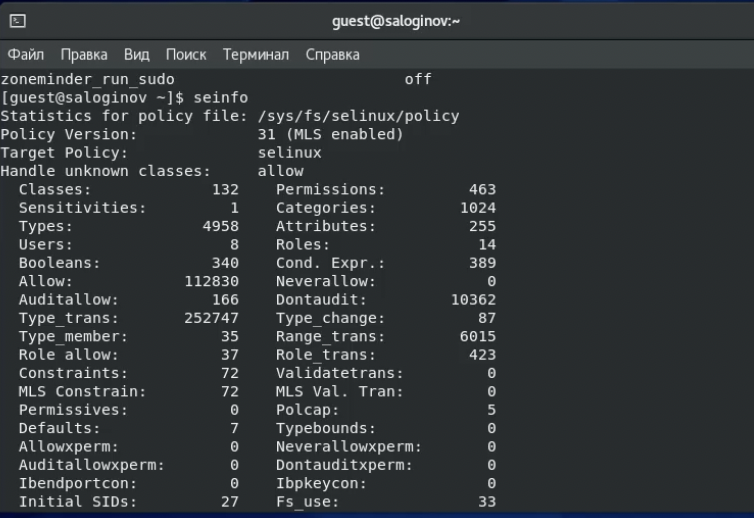 guest@saloginov:~
Файл Правка Вид Поиск Терминал Справка
zoneminder_run_sudo off
[guest@saloginov ~]$ seinfo
Statistics for policy file: /sys/fs/selinux/policy
Policy Version: 31 (MLS enabled)
Target Policy: selinux
Handle unknown classes: allow
Classes: 132 Permissions: 463
Sensitivities: 1 Categories: 1024
Types: 4958 Attributes: 255
Users: 8 Roles: 14
Booleans: 340 Cond. Expr.: 389
Allow: 112830 Neverallow: 0
Auditallow: 166 Dontaudit: 10362
Type_trans: 252747 Type_change: 87
Type_member: 35 Range_trans: 6015
Role allow: 37 Role_trans: 423
Constraints: 72 Validatetrans: 0
MLS Constrain: 72 MLS Val. Tran: 0
Permissives: 0 Polcap: 5
Defaults: 7 Typebounds: 0
Allowxperm: 0 Neverallowxperm: 0
Auditallowxperm: 0 Dontauditxperm: 0
Ibendportcon: 0 Ibpkeycon: 0
Initial SIDs: 27 Fs_use: 33